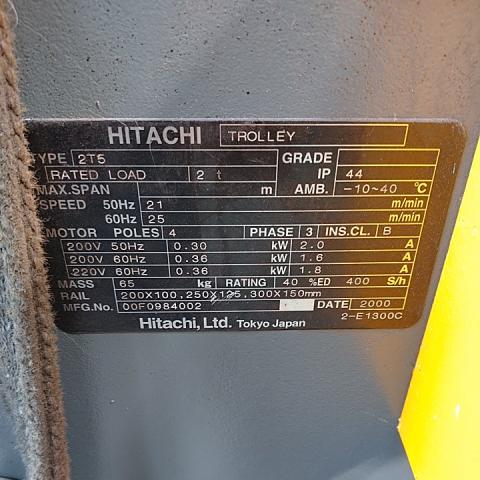 HITACHI TROLLEY
TYPE 2T5 GRADE
RATED LOAD 2 t IP 44
MAX.SPAN m AMB. -10~40 °C
SPEED 50Hz 21 m/min
60Hz 25 m/min
MOTOR POLES 4 PHASE 3 INS.CL. B
200V 50Hz 0.30 kW 2.0 A
200V 60Hz 0.36 kW 1.6 A
220V 60Hz 0.36 kW 1.8 A
MASS 65 kg RATING 40 %ED 400 S/h
RAIL 200X100.250X125.300X150mm
MFG.No. 00F0984002 DATE 2000
Hitachi, Ltd. Tokyo Japan 2-E1300C